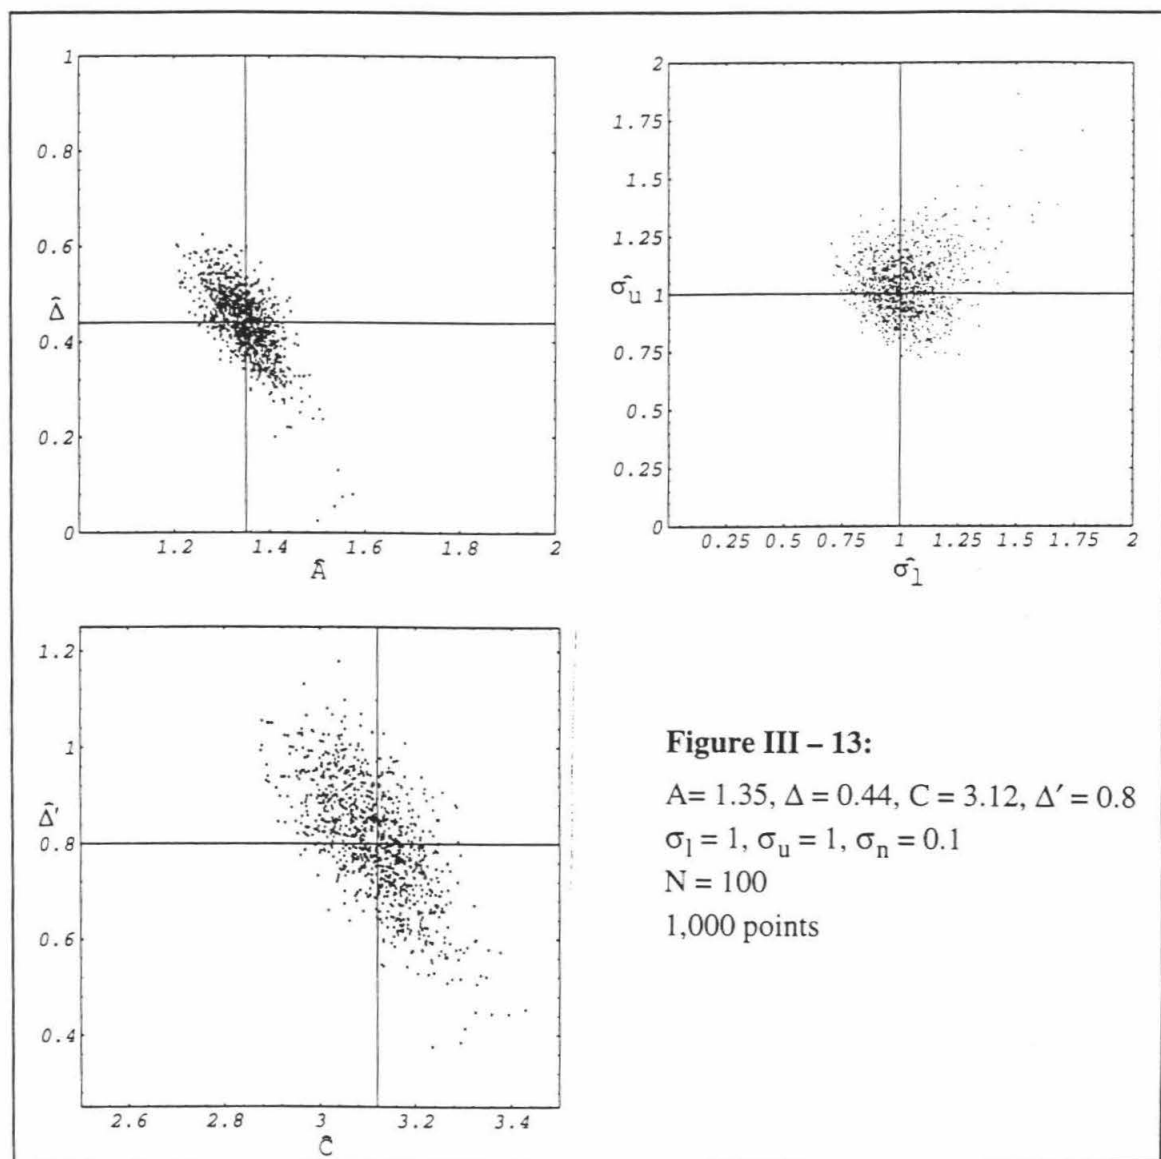 1
0.8
0.6
Δ̂
0.4
0.2
0
1.2 1.4 1.6 1.8 2
Â
2
1.75
1.5
1.25
σ̂u 1
0.75
0.5
0.25
0
0.25 0.5 0.75 1 1.25 1.5 1.75 2
σ̂l
1.2
1
Δ̂′
0.8
0.6
0.4
2.6 2.8 3 3.2 3.4
Ĉ
Figure III – 13:
A= 1.35, Δ = 0.44, C = 3.12, Δ′ = 0.8
σl = 1, σu = 1, σn = 0.1
N = 100
1,000 points